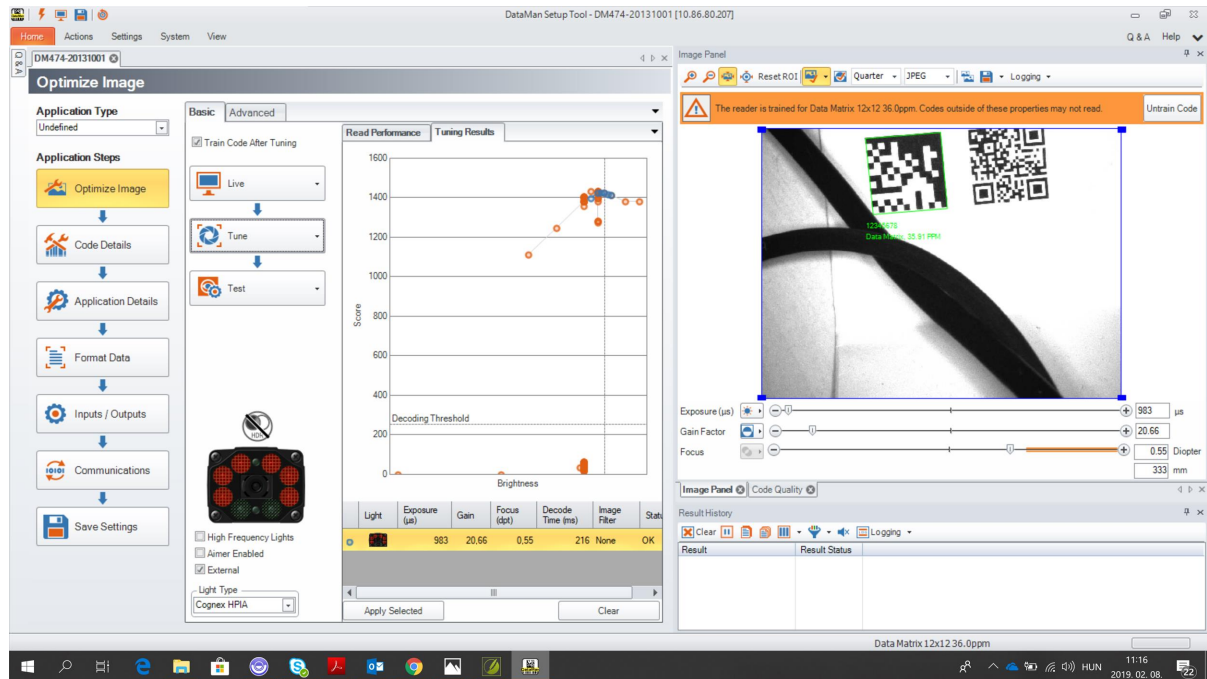 DataMan Setup Tool - DM474-20131001 [10.86.80.207]
Home Actions Settings System View
Q & A Help
Q & A
DM474-20131001
Optimize Image
Application Type
Undefined
Application Steps
Optimize Image
Code Details
Application Details
Format Data
Inputs / Outputs
Communications
Save Settings
Basic Advanced
Train Code After Tuning
Live
Tune
Test
HDR
High Frequency Lights
Aimer Enabled
External
Light Type
Cognex HPIA
Read Performance Tuning Results
1600
1400
1200
1000
800
600
400
200
0
Score
Decoding Threshold
Brightness
Light Exposure (µs) Gain Focus (dpt) Decode Time (ms) Image Filter
983 20,66 0,55 216 None OK
Apply Selected Clear
Image Panel
Reset ROI Quarter JPEG Logging
The reader is trained for Data Matrix 12x12 36.0ppm. Codes outside of these properties may not read. Untrain Code
12345678
Data Matrix, 35.91 PPM
Exposure (µs) 983 µs
Gain Factor 20.66
Focus 0.55 Diopter
333 mm
Image Panel Code Quality
Result History
Clear Logging
Result Result Status
Data Matrix 12x12 36.0ppm
HUN
11:16
2019. 02. 08.
22